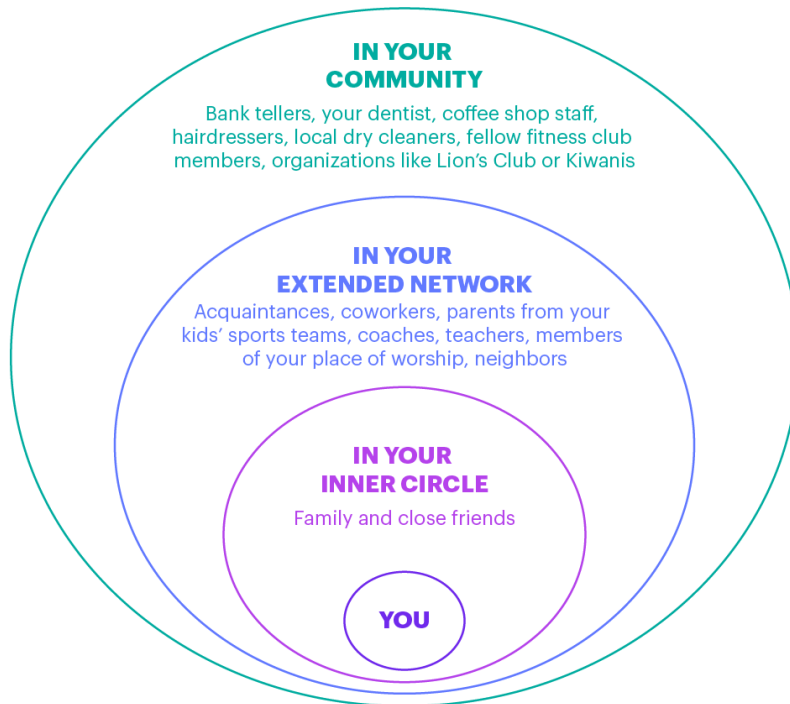 IN YOUR
COMMUNITY
Bank tellers, your dentist, coffee shop staff,
hairdressers, local dry cleaners, fellow fitness club
members, organizations like Lion’s Club or Kiwanis
IN YOUR
EXTENDED NETWORK
Acquaintances, coworkers, parents from your
kids’ sports teams, coaches, teachers, members
of your place of worship, neighbors
IN YOUR
INNER CIRCLE
Family and close friends
YOU